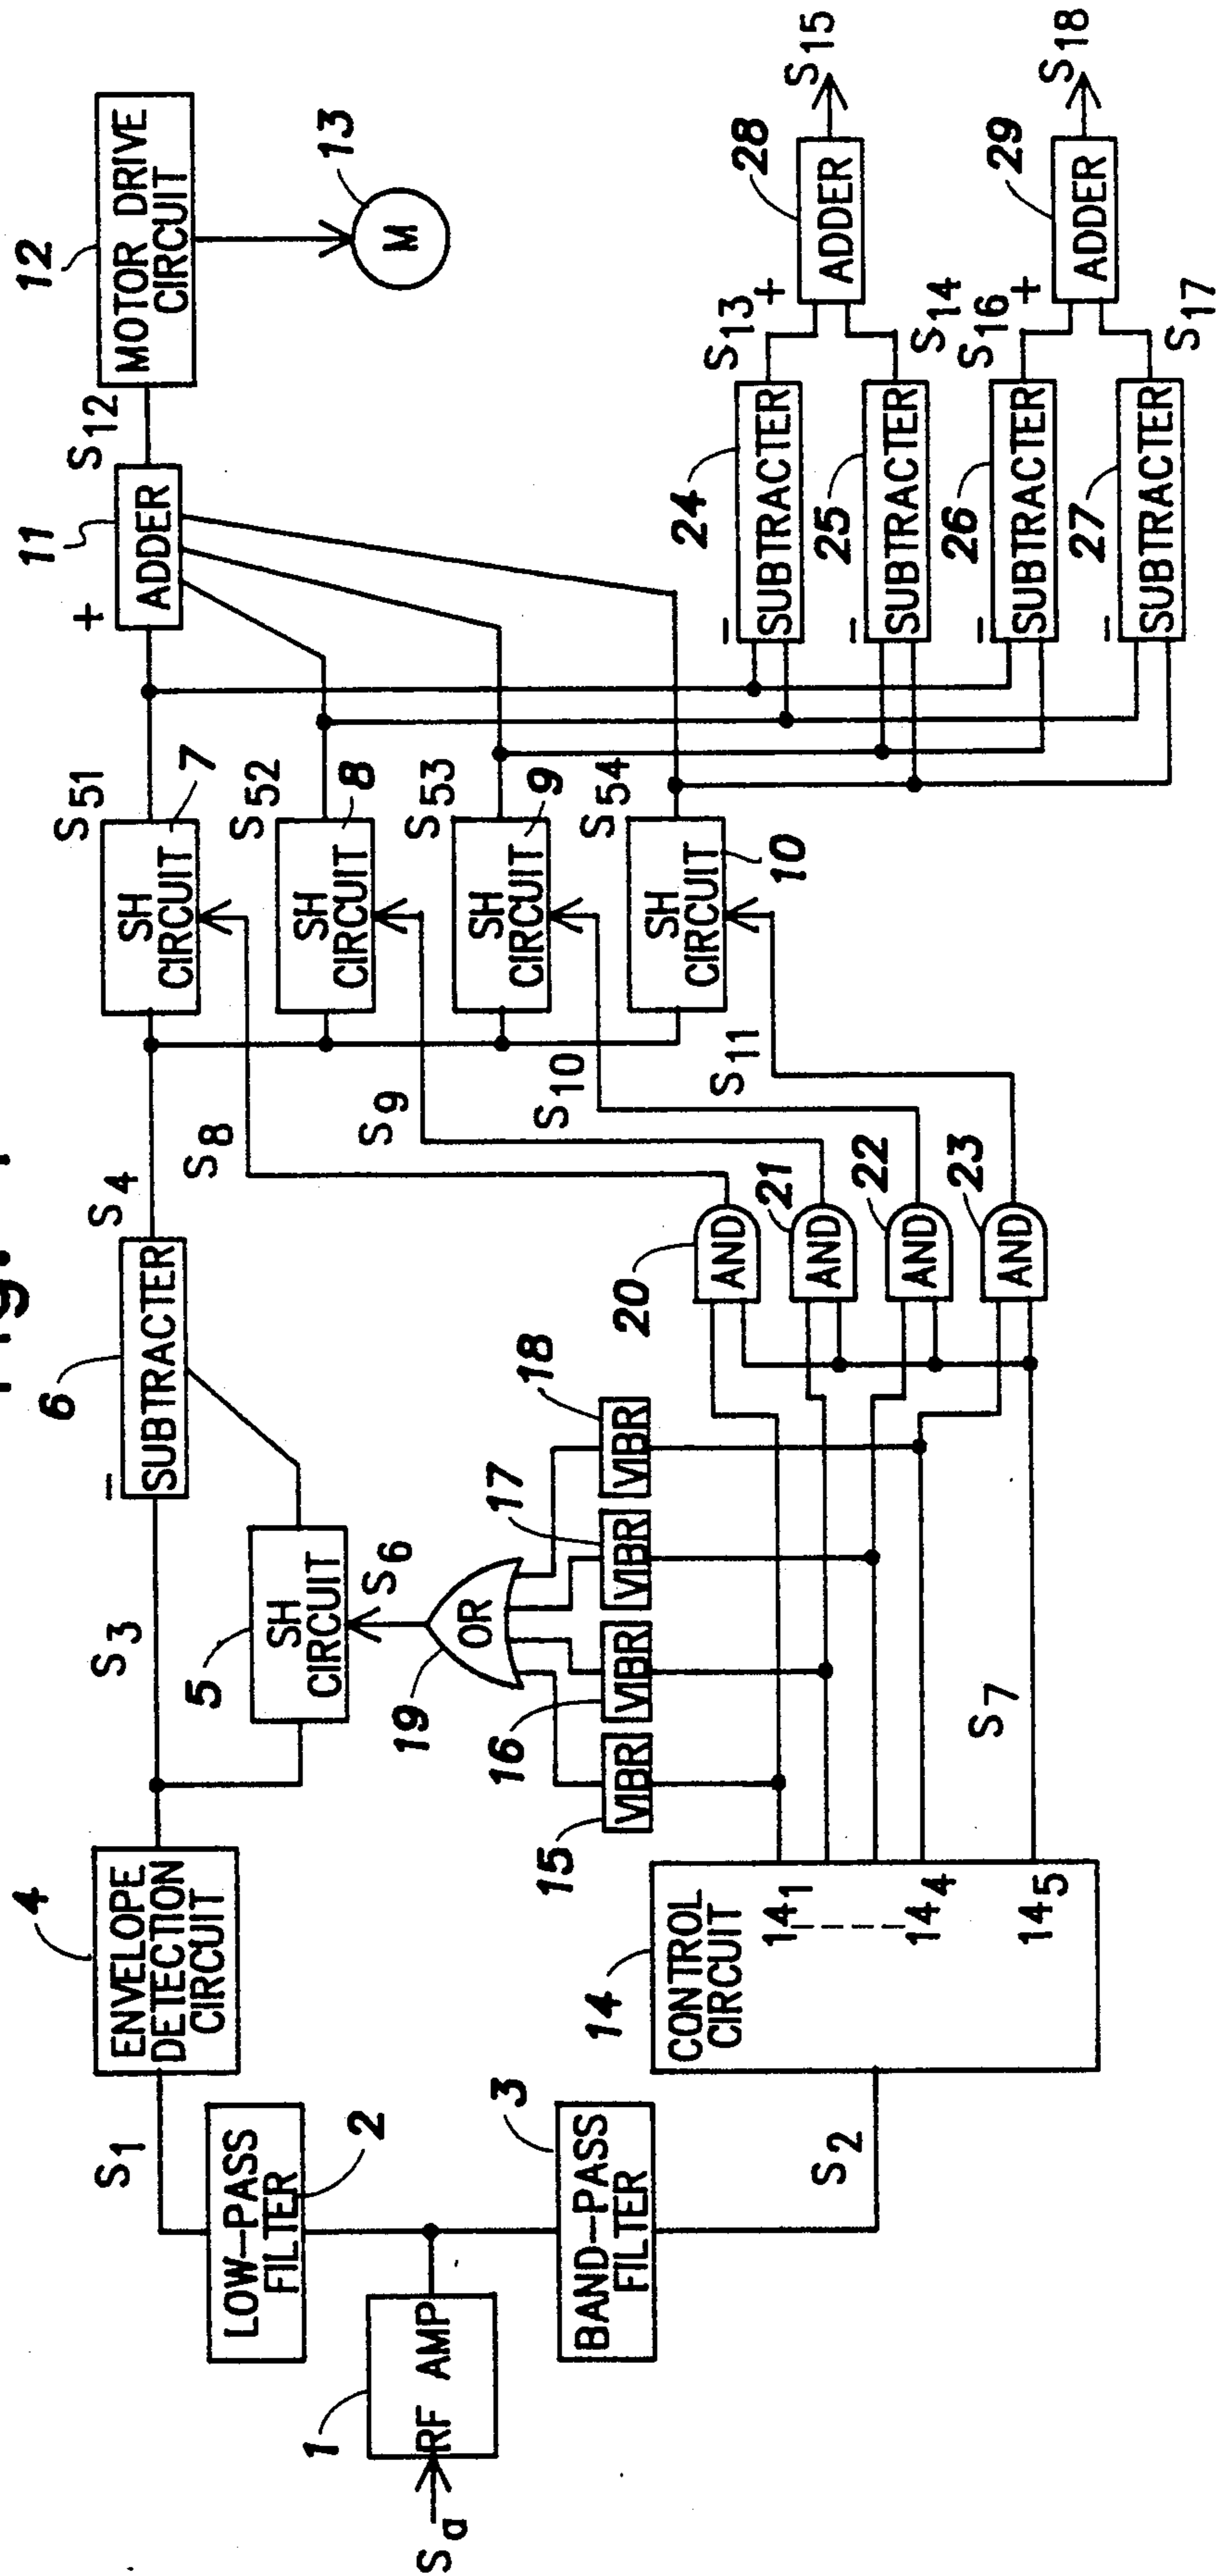 Fig. 1
Sa
1
RF AMP
LOW-PASS
FILTER
2
BAND-PASS
FILTER
3
S1
S2
4
ENVELOPE
DETECTION
CIRCUIT
14
CONTROL
CIRCUIT
141
144
145
S3
5
SH
CIRCUIT
S6
19
OR
15
VIBR
16
VIBR
17
VIBR
18
VIBR
S7
6
−
SUBTRACTER
S4
20
AND
21
AND
22
AND
23
AND
S8
S9
S10
S11
SH
CIRCUIT
7
S51
SH
CIRCUIT
8
S52
SH
CIRCUIT
9
S53
SH
CIRCUIT
10
S54
+
11
ADDER
S12
12
MOTOR DRIVE
CIRCUIT
13
M
24
−
SUBTRACTER
S13
25
−
SUBTRACTER
S14
26
−
SUBTRACTER
S16
27
−
SUBTRACTER
S17
+
28
ADDER
S15
+
29
ADDER
S18